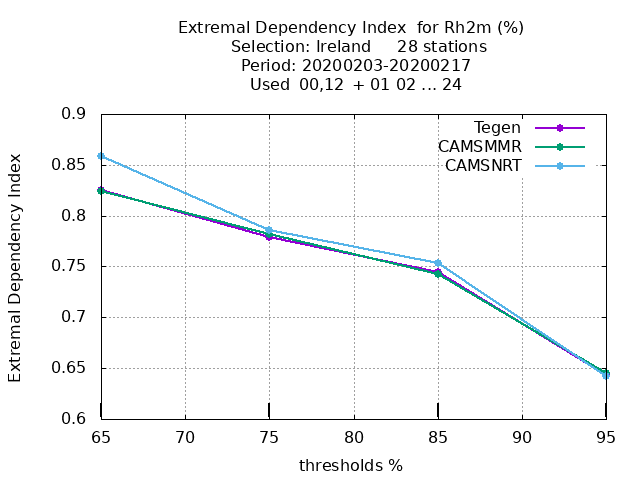 Extremal Dependency Index  for Rh2m (%)
Selection: Ireland     28 stations
Period: 20200203-20200217
Used  00,12  + 01 02 ... 24
Tegen
CAMSMMR
CAMSNRT
Extremal Dependency Index
0.9
0.85
0.8
0.75
0.7
0.65
0.6
65 70 75 80 85 90 95
thresholds %